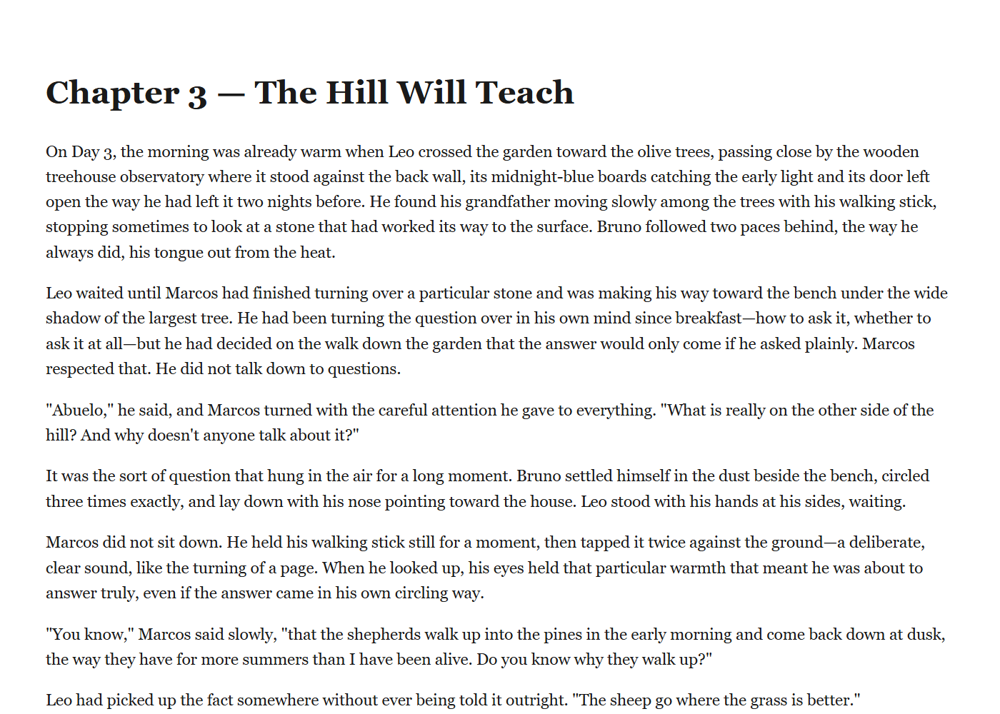 Chapter 3 — The Hill Will Teach
On Day 3, the morning was already warm when Leo crossed the garden toward the olive trees, passing close by the wooden
treehouse observatory where it stood against the back wall, its midnight-blue boards catching the early light and its door left
open the way he had left it two nights before. He found his grandfather moving slowly among the trees with his walking stick,
stopping sometimes to look at a stone that had worked its way to the surface. Bruno followed two paces behind, the way he
always did, his tongue out from the heat.
Leo waited until Marcos had finished turning over a particular stone and was making his way toward the bench under the wide
shadow of the largest tree. He had been turning the question over in his own mind since breakfast—how to ask it, whether to
ask it at all—but he had decided on the walk down the garden that the answer would only come if he asked plainly. Marcos
respected that. He did not talk down to questions.
"Abuelo," he said, and Marcos turned with the careful attention he gave to everything. "What is really on the other side of the
hill? And why doesn't anyone talk about it?"
It was the sort of question that hung in the air for a long moment. Bruno settled himself in the dust beside the bench, circled
three times exactly, and lay down with his nose pointing toward the house. Leo stood with his hands at his sides, waiting.
Marcos did not sit down. He held his walking stick still for a moment, then tapped it twice against the ground—a deliberate,
clear sound, like the turning of a page. When he looked up, his eyes held that particular warmth that meant he was about to
answer truly, even if the answer came in his own circling way.
"You know," Marcos said slowly, "that the shepherds walk up into the pines in the early morning and come back down at dusk,
the way they have for more summers than I have been alive. Do you know why they walk up?"
Leo had picked up the fact somewhere without ever being told it outright. "The sheep go where the grass is better."